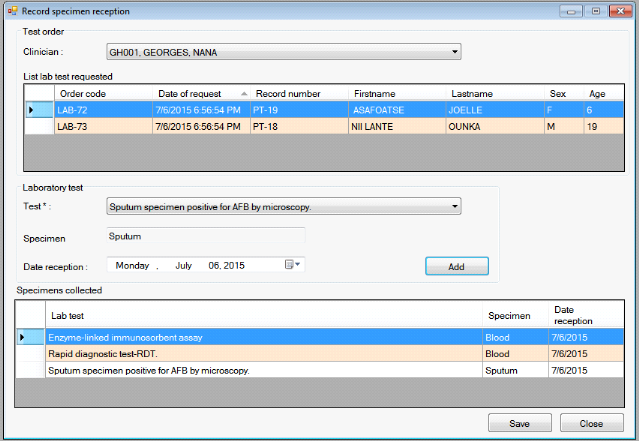 Record specimen reception
Test order
Clinician :
GH001, GEORGES, NANA
List lab test requested
Order code Date of request Record number Firstname Lastname Sex Age
LAB-72 7/6/2015 6:56:54 PM PT-19 ASAFOATSE JOELLE F 6
LAB-73 7/6/2015 6:56:54 PM PT-18 NII LANTE OUNKA M 19
Laboratory test
Test * : Sputum specimen positive for AFB by microscopy.
Specimen Sputum
Date reception : Monday , July 06, 2015 Add
Specimens collected
Lab test Specimen Date reception
Enzyme-linked immunosorbent assay Blood 7/6/2015
Rapid diagnostic test-RDT. Blood 7/6/2015
Sputum specimen positive for AFB by microscopy. Sputum 7/6/2015
Save Close